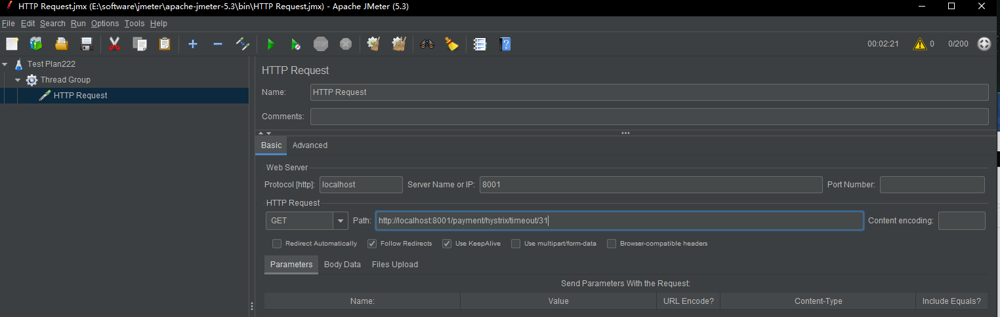 HTTP Request.jmx (E:\software\jmeter\apache-jmeter-5.3\bin\HTTP Request.jmx) - Apache JMeter (5.3)
File Edit Search Run Options Tools Help
STOP 00:02:21 0 0/200
Test Plan222
Thread Group
HTTP Request
HTTP Request
Name: HTTP Request
Comments:
Basic Advanced
Web Server
Protocol [http]: localhost Server Name or IP: 8001 Port Number:
HTTP Request
GET Path: http://localhost:8001/payment/hystrix/timeout/31 Content encoding:
Redirect Automatically Follow Redirects Use KeepAlive Use multipart/form-data Browser-compatible headers
Parameters Body Data Files Upload
Send Parameters With the Request:
Name: Value URL Encode? Content-Type Include Equals?